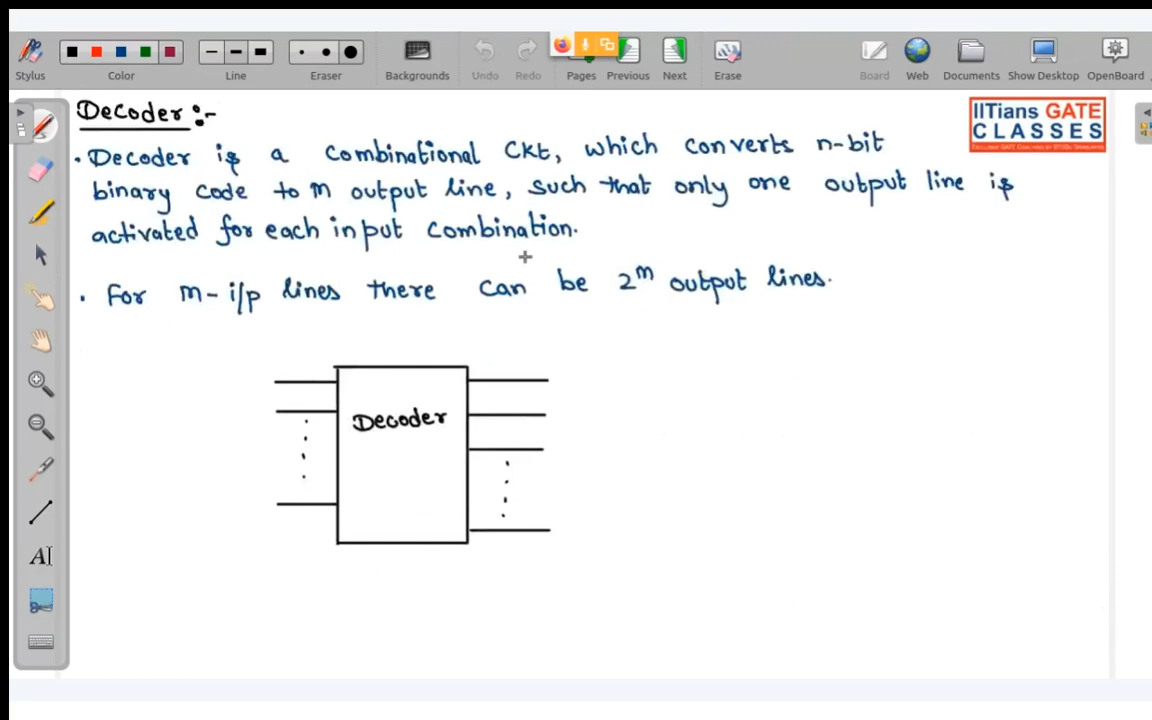 Stylus
Color
Line
Eraser
Backgrounds
Undo
Redo
Pages
Previous
Next
Erase
Board
Web
Documents
Show Desktop
OpenBoard
Decoder :-
IITians GATE
CLASSES
• Decoder is a Combinational CKt, which converts n-bit
binary code to m output line, such that only one output line is
activated for each input combination.
• For m-i/p lines there can be 2^m output lines.
Decoder
AI